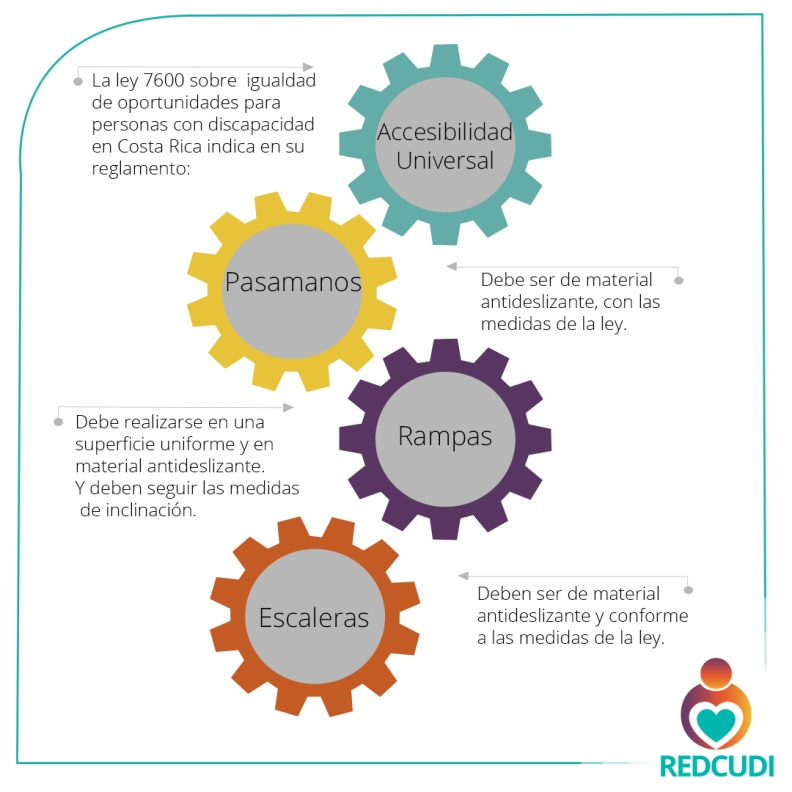 La ley 7600 sobre igualdad
de oportunidades para
personas con discapacidad
en Costa Rica indica en su
reglamento:
Accesibilidad
Universal
Pasamanos
Debe ser de material
antideslizante, con las
medidas de la ley.
Debe realizarse en una
superficie uniforme y en
material antideslizante.
Y deben seguir las medidas
de inclinación.
Rampas
Escaleras
Deben ser de material
antideslizante y conforme
a las medidas de la ley.
REDCUDI